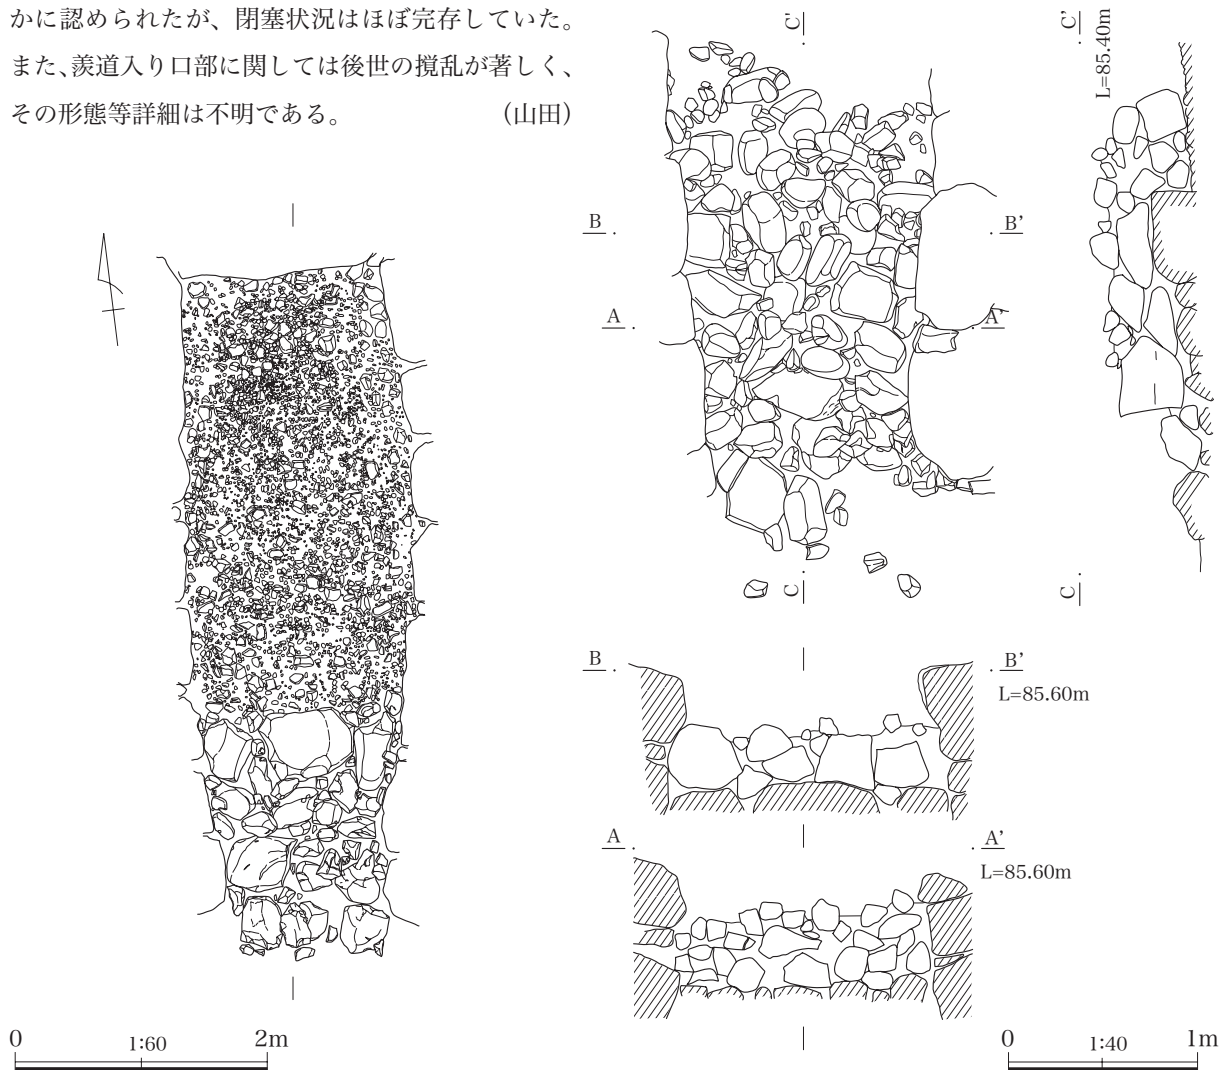 かに認められたが、閉塞状況はほぼ完存していた。
また、羨道入り口部に関しては後世の撹乱が著しく、
その形態等詳細は不明である。　　　　　　（山田）
C'
C'
L=85.40m
B
B'
A
A'
C
C
B
B'
L=85.60m
A
A'
L=85.60m
0 1:60 2m
0 1:40 1m